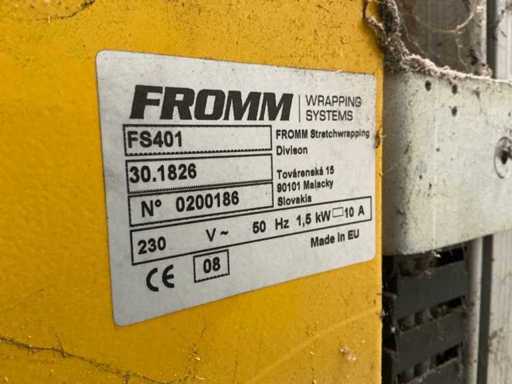 FROMM WRAPPING SYSTEMS
FS401
FROMM Stretchwrapping
Divison
30.1826
Továrenská 15
90101 Malacky
Slovakia
N° 0200186
230 V~ 50 Hz 1,5 kW 10 A
Made in EU
CE 08